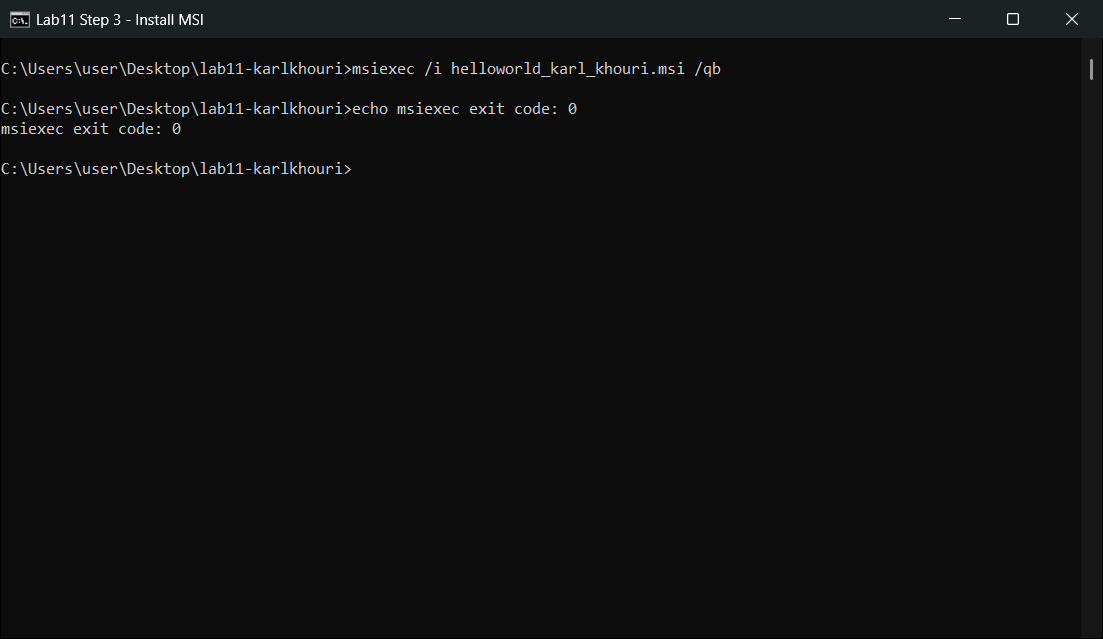 Lab11 Step 3 - Install MSI
C:\Users\user\Desktop\lab11-karlkhouri>msiexec /i helloworld_karl_khouri.msi /qb
C:\Users\user\Desktop\lab11-karlkhouri>echo msiexec exit code: 0
msiexec exit code: 0
C:\Users\user\Desktop\lab11-karlkhouri>